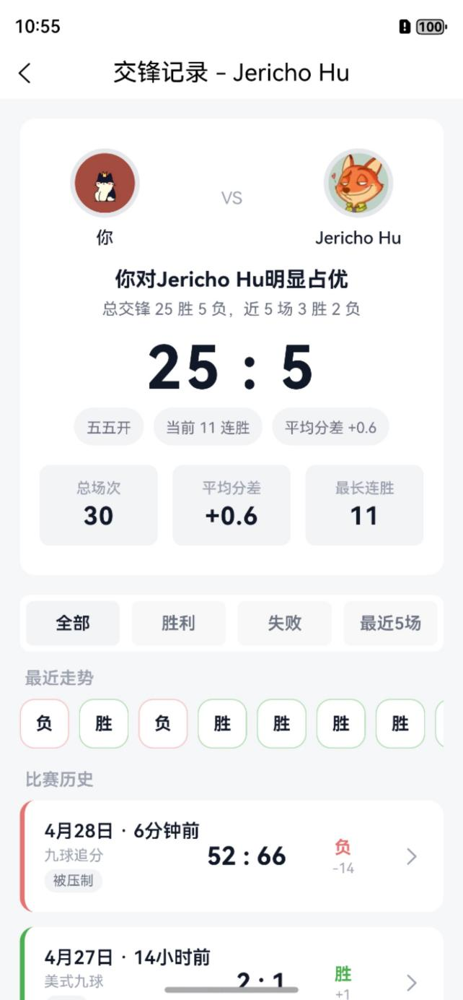 10:55
100
交锋记录 - Jericho Hu
VS
你
Jericho Hu
你对Jericho Hu明显占优
总交锋 25 胜 5 负，近 5 场 3 胜 2 负
25 : 5
五五开
当前 11 连胜
平均分差 +0.6
总场次
30
平均分差
+0.6
最长连胜
11
全部
胜利
失败
最近5场
最近走势
负
胜
负
胜
胜
胜
胜
比赛历史
4月28日 · 6分钟前
九球追分
被压制
52 : 66
负
-14
4月27日 · 14小时前
美式九球
2 : 1
胜
+1